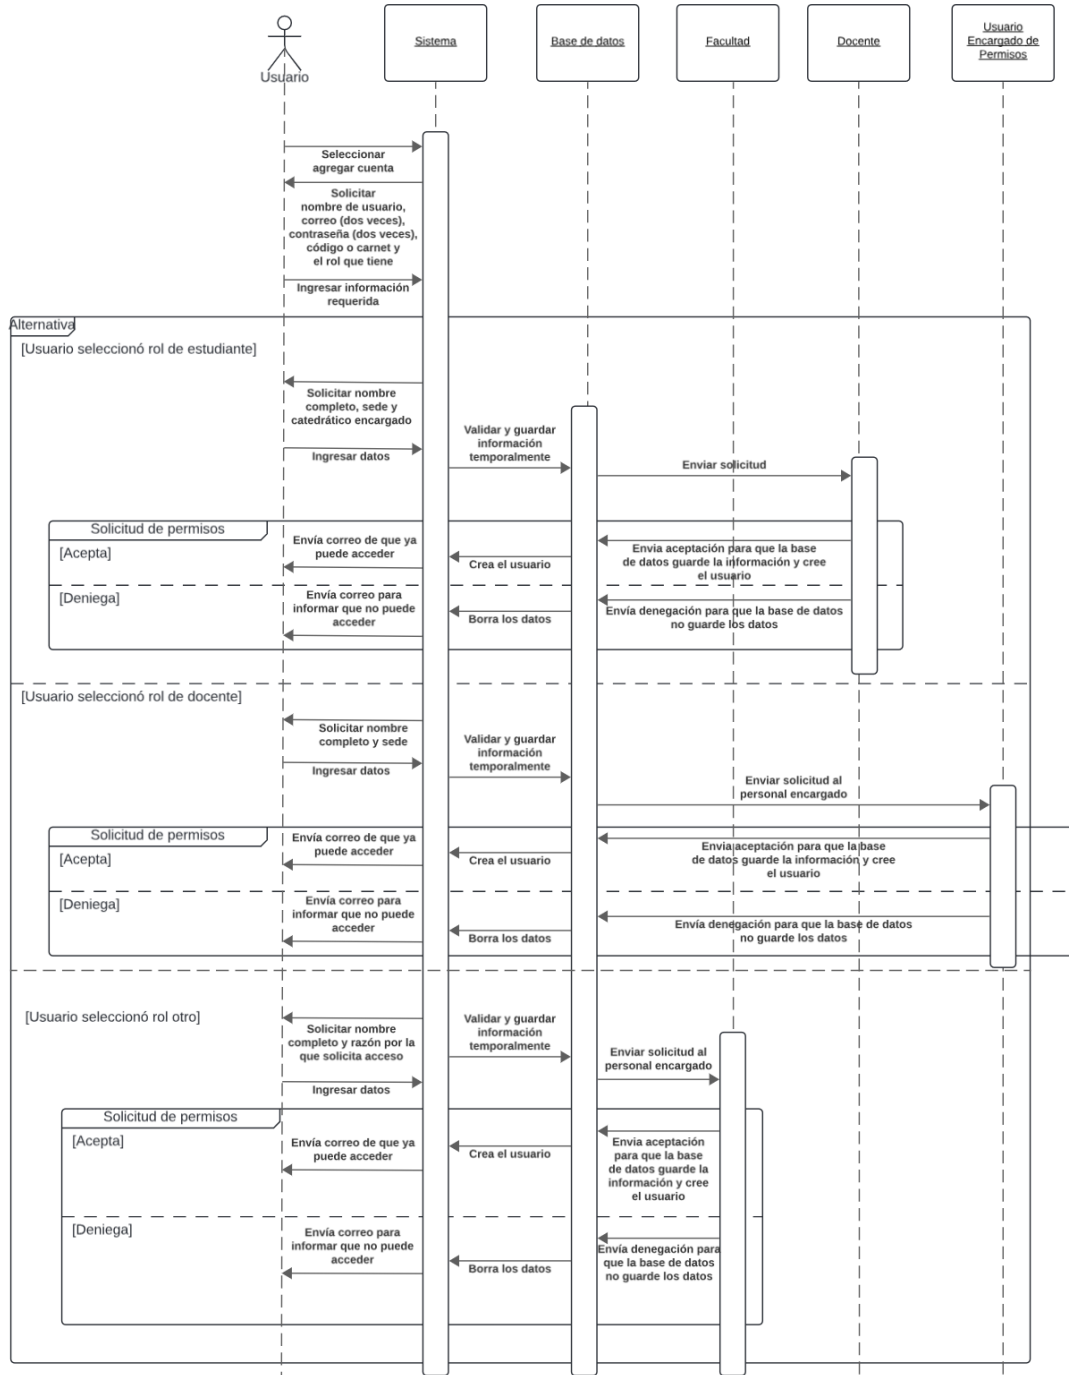 Usuario
Sistema
Base de datos
Facultad
Docente
Usuario
Encargado de
Permisos
Seleccionar
agregar cuenta
Solicitar
nombre de usuario,
correo (dos veces),
contraseña (dos veces),
código o carnet y
el rol que tiene
Ingresar información
requerida
Alternativa
[Usuario seleccionó rol de estudiante]
Solicitar nombre
completo, sede y
catedrático encargado
Ingresar datos
Validar y guardar
información
temporalmente
Enviar solicitud
Solicitud de permisos
[Acepta]
Envía correo de que ya
puede acceder
Crea el usuario
Envia aceptación para que la base
de datos guarde la información y cree
el usuario
[Deniega]
Envía correo para
informar que no puede
acceder
Borra los datos
Envía denegación para que la base de datos
no guarde los datos
[Usuario seleccionó rol de docente]
Solicitar nombre
completo y sede
Ingresar datos
Validar y guardar
información
temporalmente
Enviar solicitud al
personal encargado
Solicitud de permisos
[Acepta]
Envía correo de que ya
puede acceder
Crea el usuario
Envia aceptación para que la base
de datos guarde la información y cree
el usuario
[Deniega]
Envía correo para
informar que no puede
acceder
Borra los datos
Envía denegación para que la base de datos
no guarde los datos
[Usuario seleccionó rol otro]
Solicitar nombre
completo y razón por la
que solicita acceso
Ingresar datos
Validar y guardar
información
temporalmente
Enviar solicitud al
personal encargado
Solicitud de permisos
[Acepta]
Envía correo de que ya
puede acceder
Crea el usuario
Envia aceptación
para que la base
de datos guarde la
información y cree
el usuario
[Deniega]
Envía correo para
informar que no puede
acceder
Borra los datos
Envía denegación para
que la base de datos
no guarde los datos